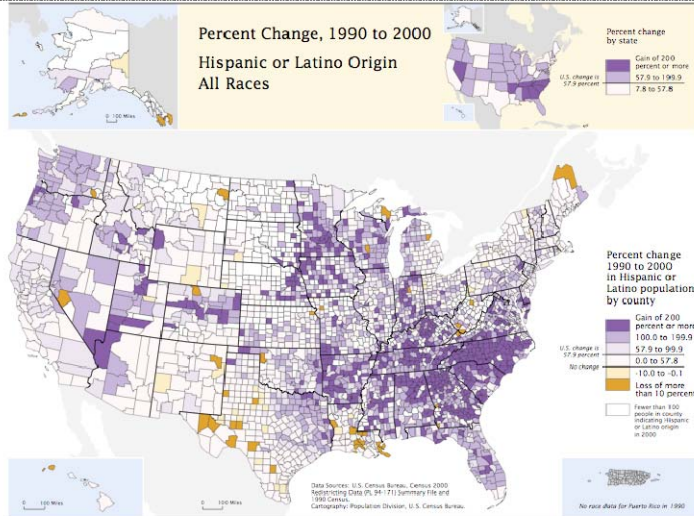 Percent Change, 1990 to 2000
Hispanic or Latino Origin
All Races
0 100 Miles
Percent change
by state
U.S. change is
57.9 percent
Gain of 200
percent or more
57.9 to 199.9
7.8 to 57.8
Percent change
1990 to 2000
in Hispanic or
Latino population
by county
Gain of 200
percent or more
100.0 to 199.9
57.9 to 99.9
U.S. change is
57.9 percent
0.0 to 57.8
No change
-10.0 to -0.1
Loss of more
than 10 percent
Fewer than 100
people in county
indicating Hispanic
or Latino origin
in 2000
Data Sources: U.S. Census Bureau, Census 2000
Redistricting Data (PL 94-171) Summary File and
1990 Census.
Cartography: Population Division, U.S. Census Bureau.
0 100 Miles
0 100 Miles
No race data for Puerto Rico in 1990